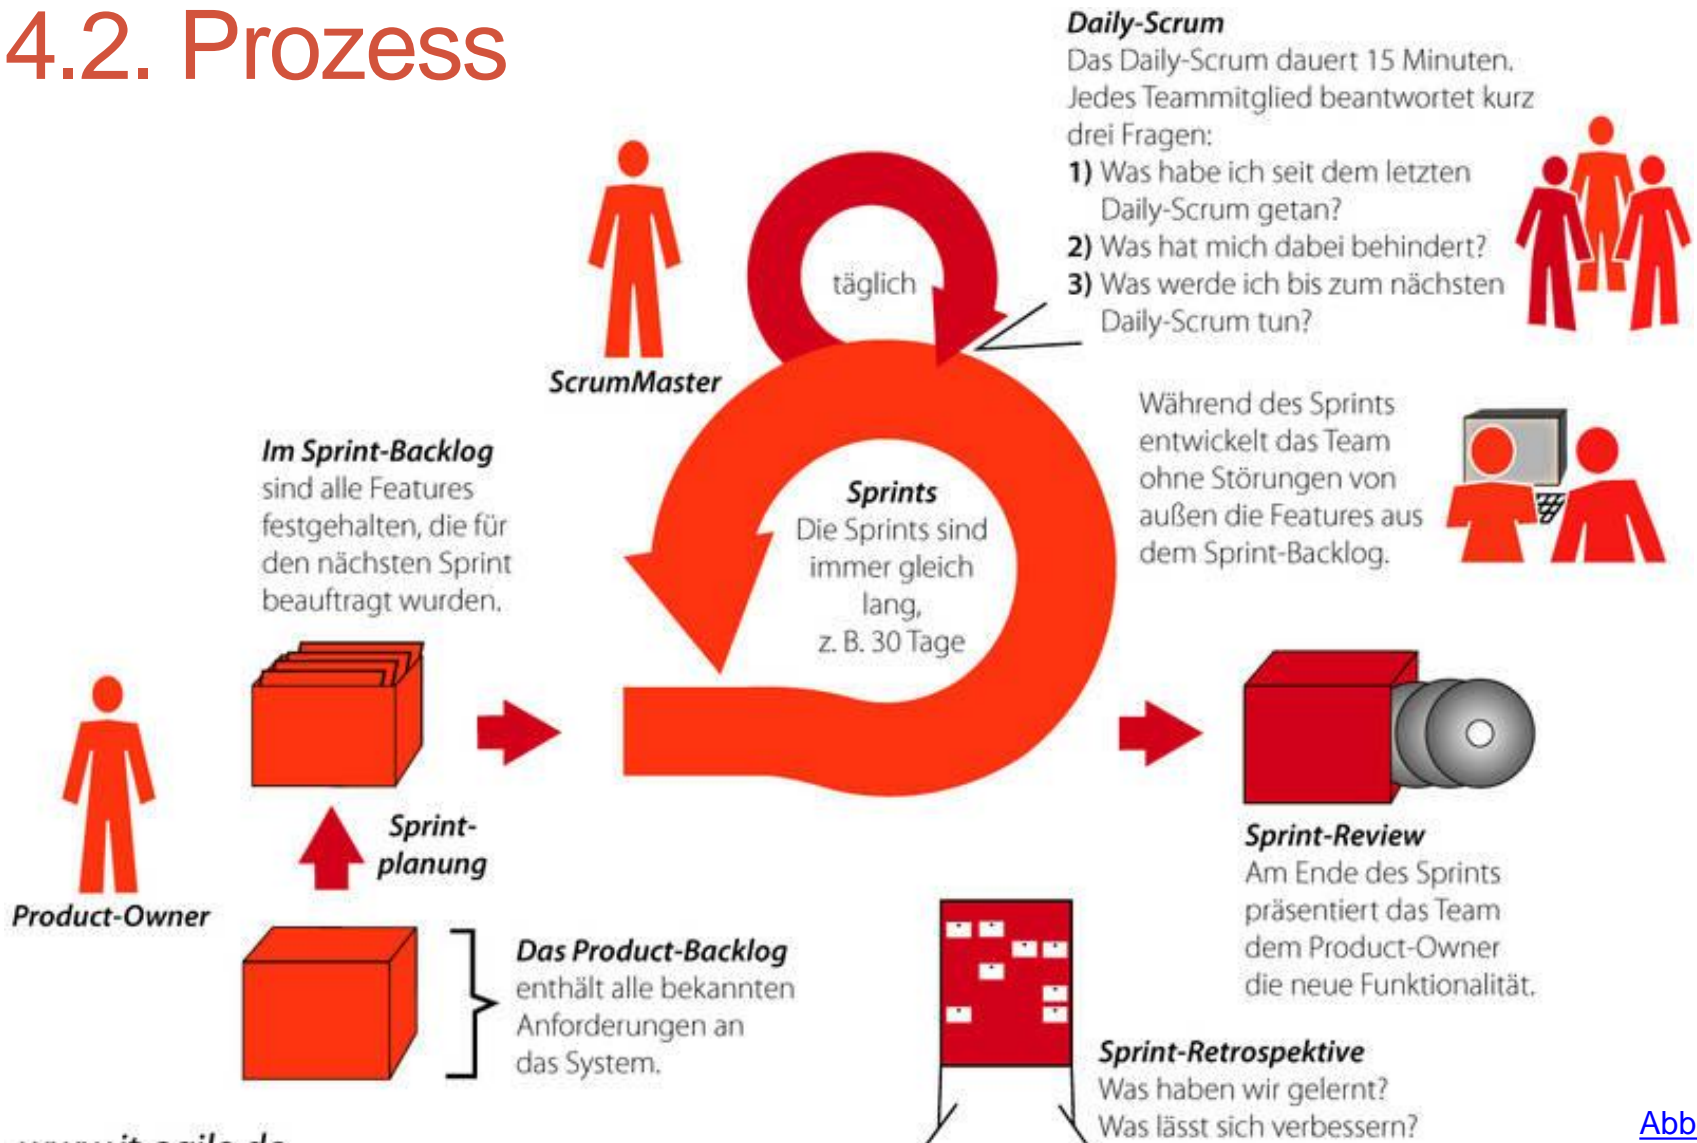 4.2. Prozess
Daily-Scrum
Das Daily-Scrum dauert 15 Minuten.
Jedes Teammitglied beantwortet kurz
drei Fragen:
1) Was habe ich seit dem letzten
Daily-Scrum getan?
2) Was hat mich dabei behindert?
3) Was werde ich bis zum nächsten
Daily-Scrum tun?
täglich
ScrumMaster
Während des Sprints
entwickelt das Team
ohne Störungen von
außen die Features aus
dem Sprint-Backlog.
Im Sprint-Backlog
sind alle Features
festgehalten, die für
den nächsten Sprint
beauftragt wurden.
Sprints
Die Sprints sind
immer gleich
lang,
z. B. 30 Tage
Sprint-
planung
Product-Owner
Das Product-Backlog
enthält alle bekannten
Anforderungen an
das System.
Sprint-Review
Am Ende des Sprints
präsentiert das Team
dem Product-Owner
die neue Funktionalität.
Sprint-Retrospektive
Was haben wir gelernt?
Was lässt sich verbessern?
Abb